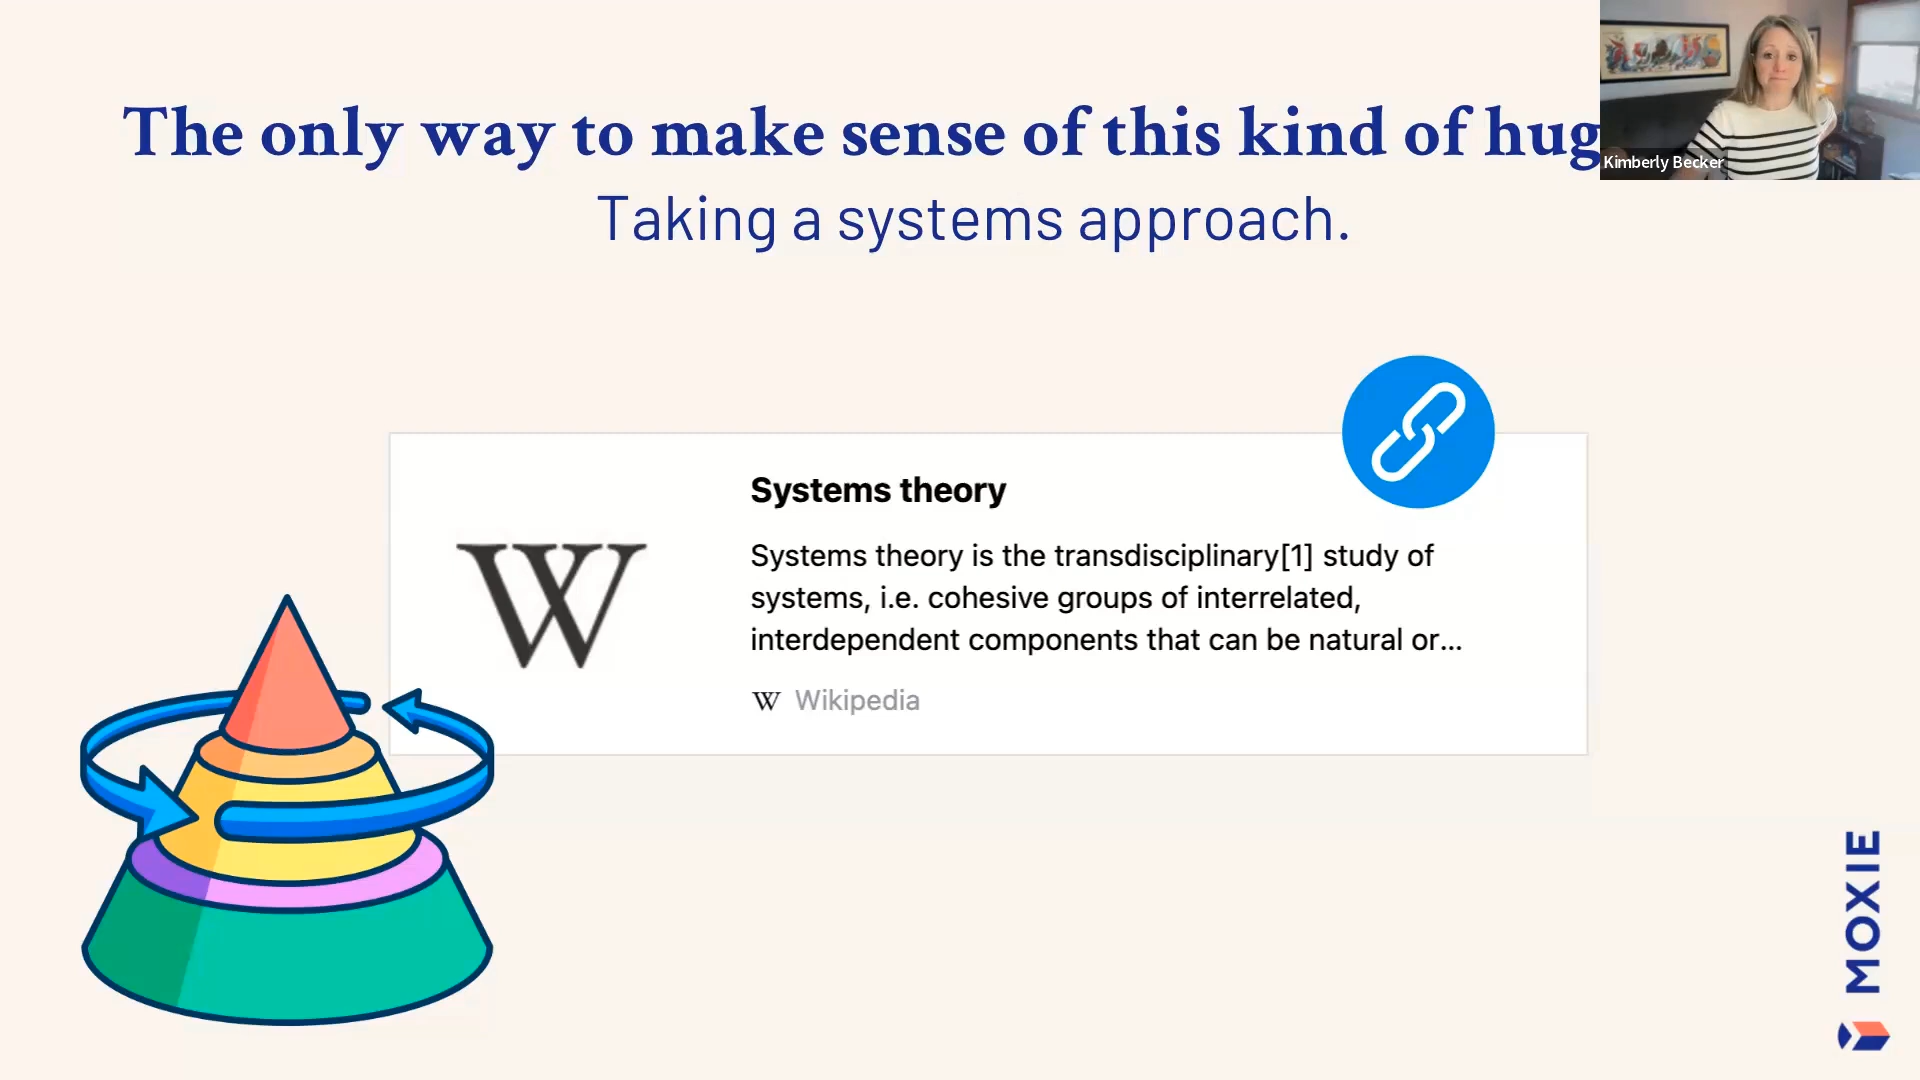 The only way to make sense of this kind of hug
Taking a systems approach.
Kimberly Becker
Systems theory
Systems theory is the transdisciplinary[1] study of
systems, i.e. cohesive groups of interrelated,
interdependent components that can be natural or...
W Wikipedia
MOXIE